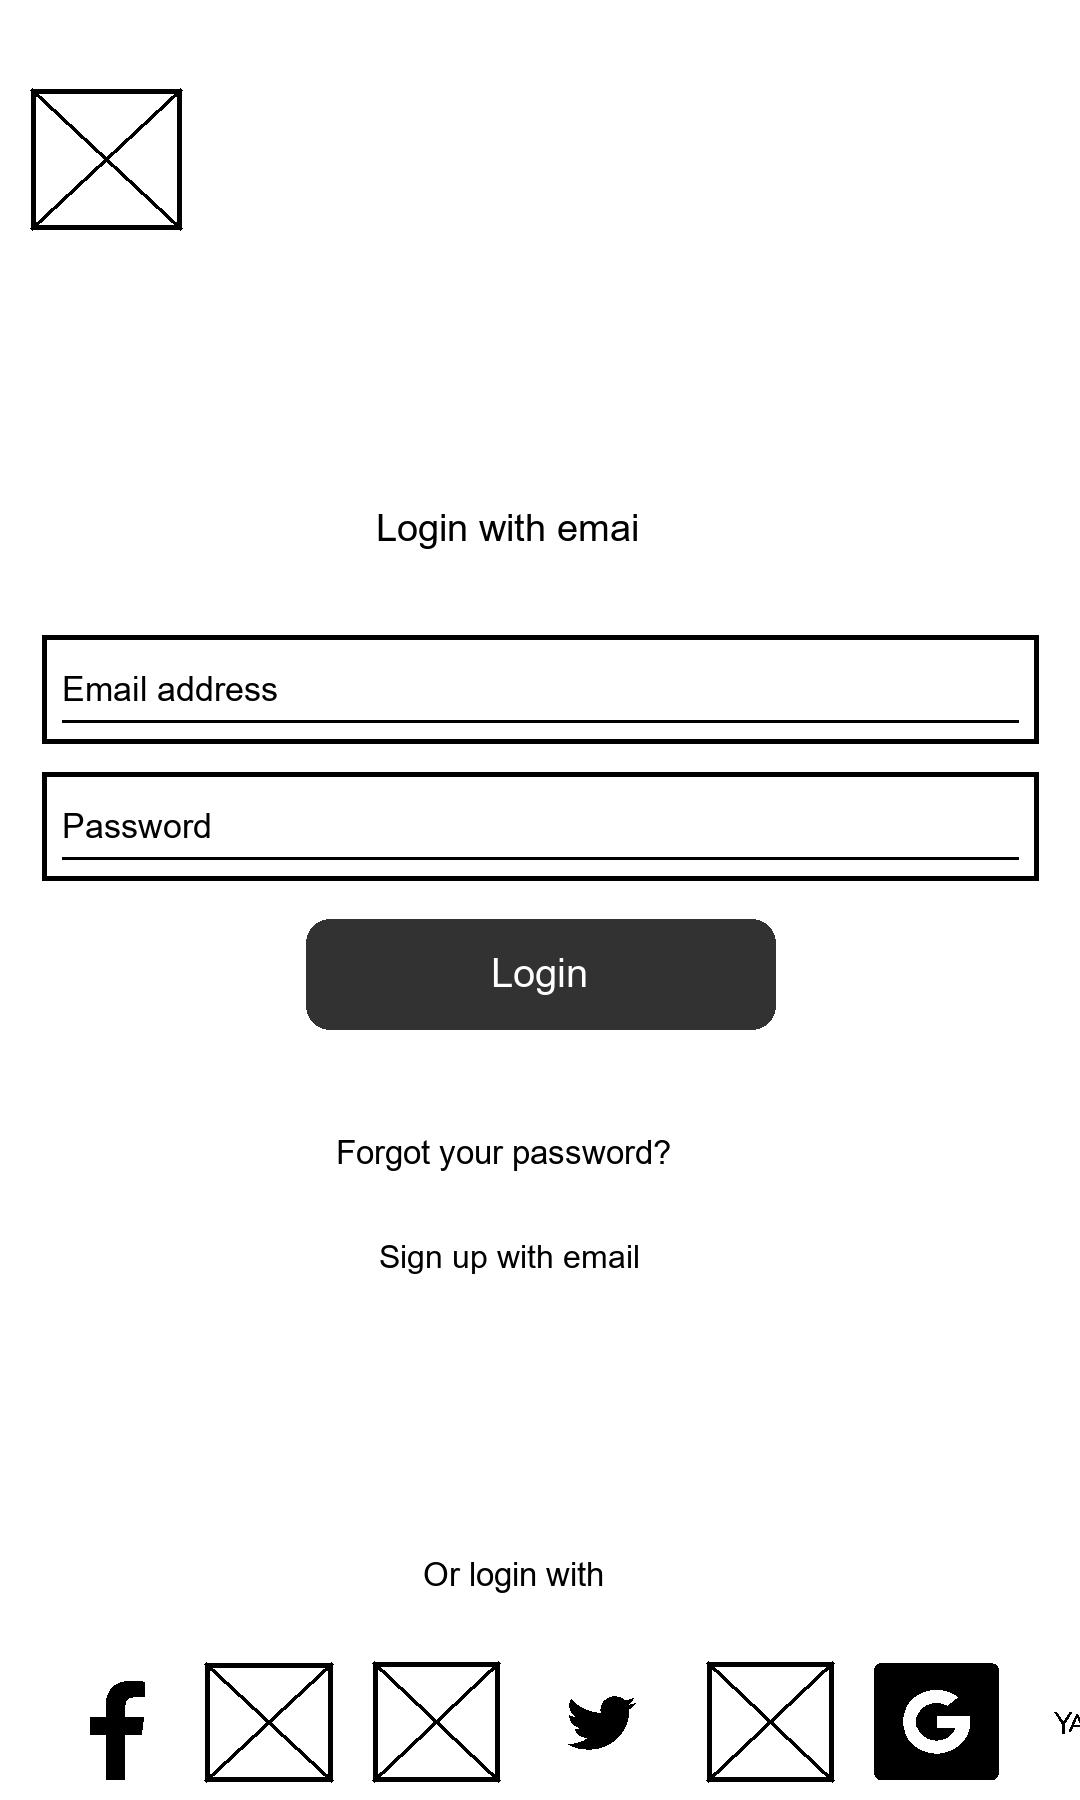 Login with emai
Email address
Password
Login
Forgot your password?
Sign up with email
Or login with
YA